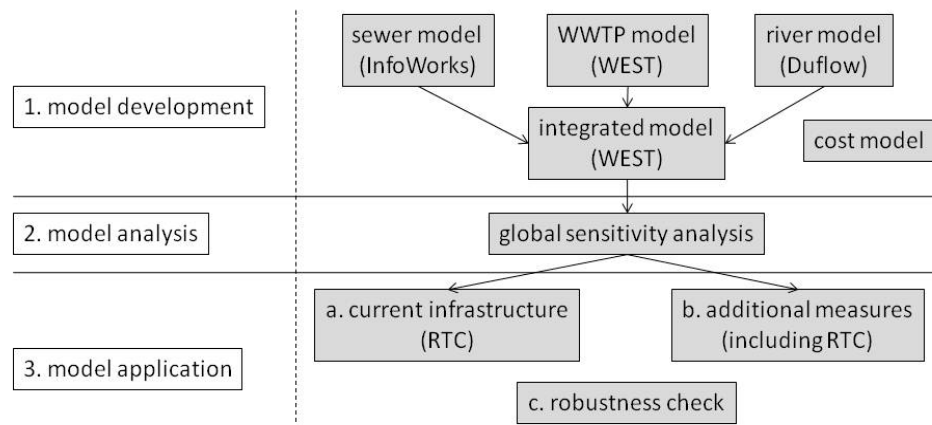 sewer model
(InfoWorks)
WWTP model
(WEST)
river model
(Duflow)
1. model development
integrated model
(WEST)
cost model
2. model analysis
global sensitivity analysis
a. current infrastructure
(RTC)
b. additional measures
(including RTC)
3. model application
c. robustness check